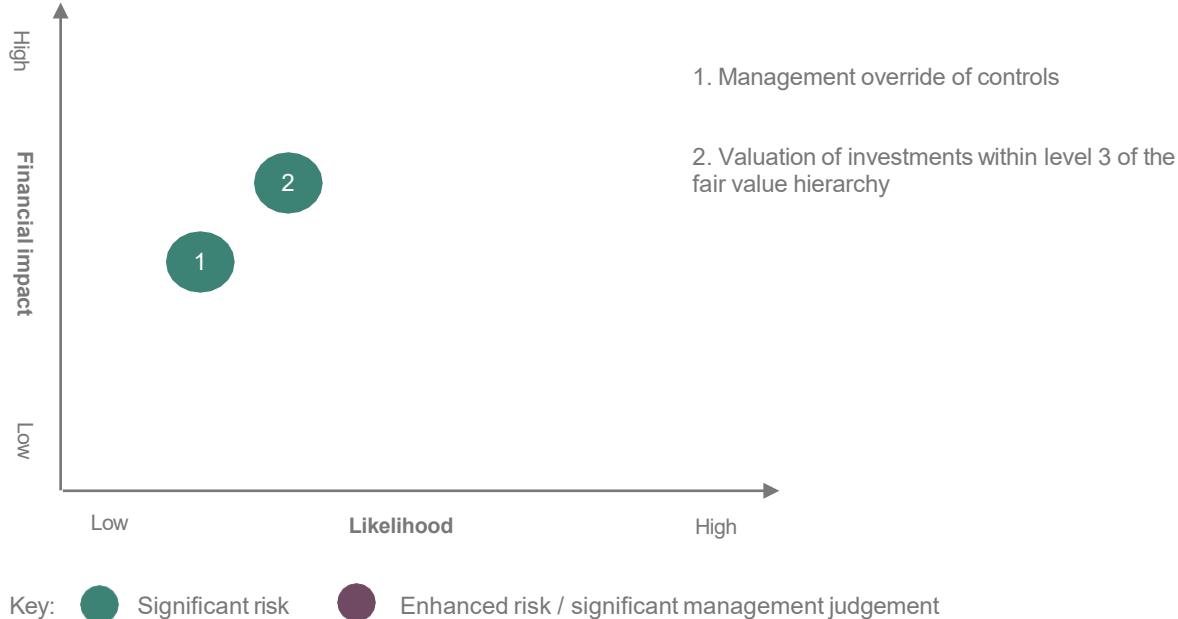 High
1. Management override of controls
2. Valuation of investments within level 3 of the
fair value hierarchy
Financial impact
2
1
Low
Low
Likelihood
High
Key:
Significant risk
Enhanced risk / significant management judgement